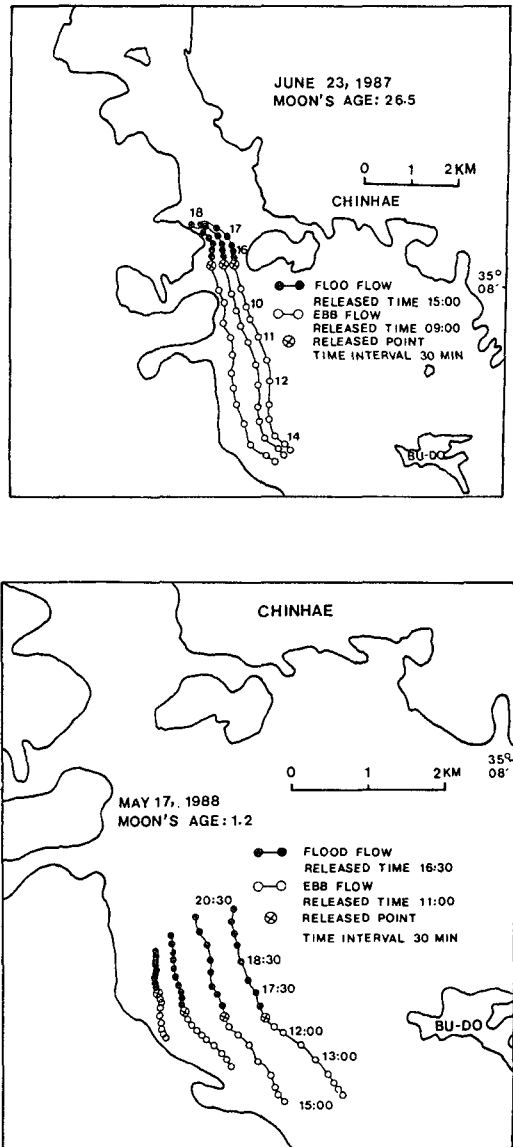 JUNE 23, 1987
MOON'S AGE: 26.5
0 1 2 KM
CHINHAE
18
17
16
35°
08'
FLOO FLOW
RELEASED TIME 15:00
10
EBB FLOW
RELEASED TIME 09:00
11
RELEASED POINT
TIME INTERVAL 30 MIN
12
14
BU-DO
CHINHAE
35°
08'
0 1 2 KM
MAY 17, 1988
MOON'S AGE: 1.2
FLOOD FLOW
RELEASED TIME 16:30
EBB FLOW
RELEASED TIME 11:00
RELEASED POINT
TIME INTERVAL 30 MIN
20:30
18:30
17:30
12:00
BU-DO
13:00
15:00